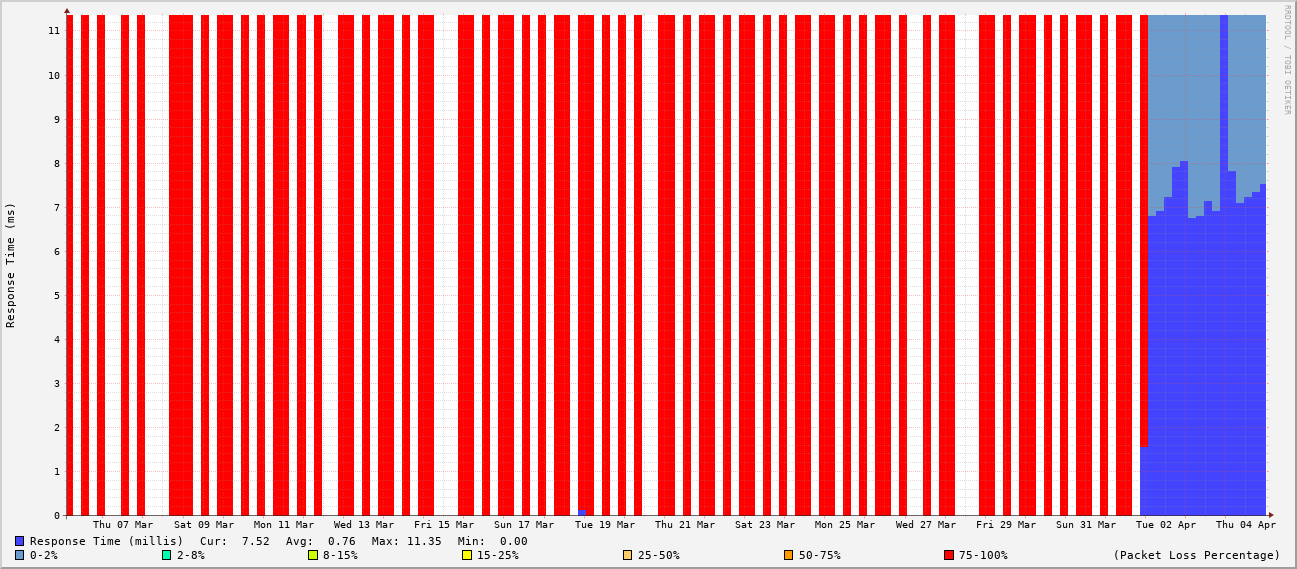 RRDTOOL / TOBI OETIKER
Response Time (ms)
11
10
9
8
7
6
5
4
3
2
1
0
Thu 07 Mar Sat 09 Mar Mon 11 Mar Wed 13 Mar Fri 15 Mar Sun 17 Mar Tue 19 Mar Thu 21 Mar Sat 23 Mar Mon 25 Mar Wed 27 Mar Fri 29 Mar Sun 31 Mar Tue 02 Apr Thu 04 Apr
Response Time (millis) Cur: 7.52 Avg: 0.76 Max: 11.35 Min: 0.00
0-2% 2-8% 8-15% 15-25% 25-50% 50-75% 75-100% (Packet Loss Percentage)